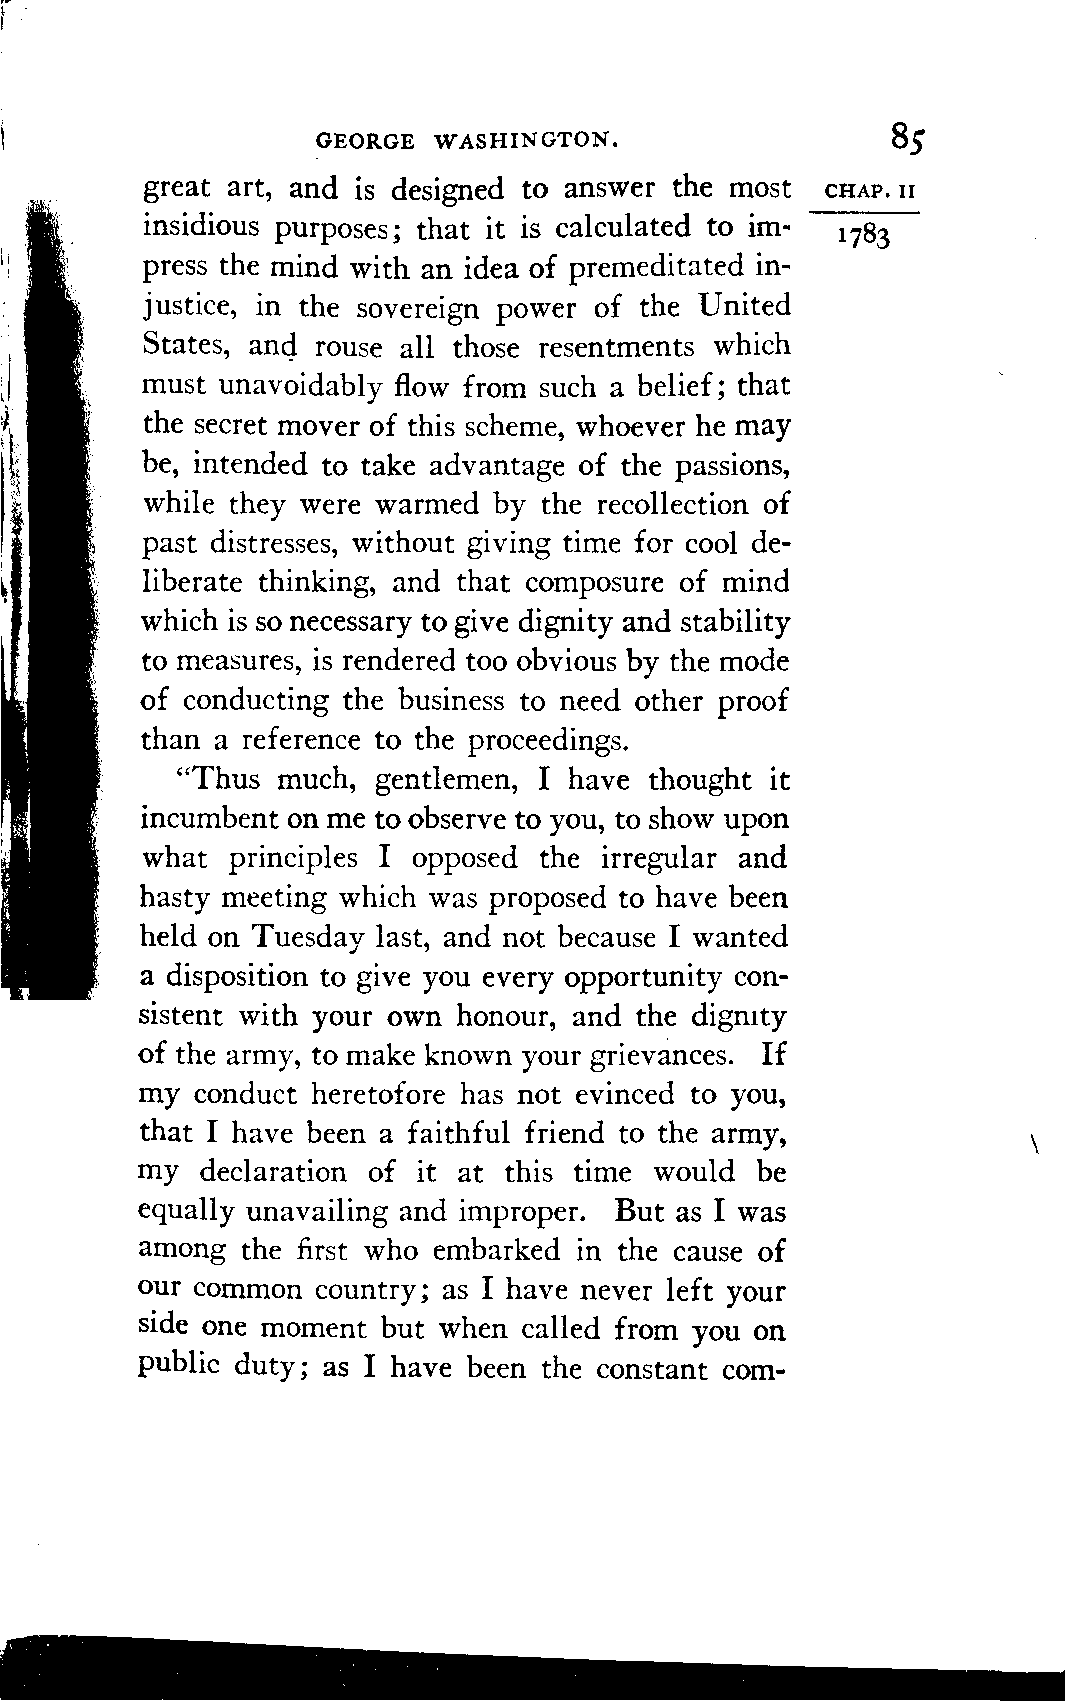 GEORGE WASHINGTON. 85
great art, and is designed to answer the most
CHAP. II
insidious purposes; that it is calculated to im-
1783
press the mind with an idea of premeditated in-
justice, in the sovereign power of the United
States, and rouse all those resentments which
must unavoidably flow from such a belief; that
the secret mover of this scheme, whoever he may
be, intended to take advantage of the passions,
while they were warmed by the recollection of
past distresses, without giving time for cool de-
liberate thinking, and that composure of mind
which is so necessary to give dignity and stability
to measures, is rendered too obvious by the mode
of conducting the business to need other proof
than a reference to the proceedings.
"Thus much, gentlemen, I have thought it
incumbent on me to observe to you, to show upon
what principles I opposed the irregular and
hasty meeting which was proposed to have been
held on Tuesday last, and not because I wanted
a disposition to give you every opportunity con-
sistent with your own honour, and the dignity
of the army, to make known your grievances. If
my conduct heretofore has not evinced to you,
that I have been a faithful friend to the army,
my declaration of it at this time would be
equally unavailing and improper. But as I was
among the first who embarked in the cause of
our common country; as I have never left your
side one moment but when called from you on
public duty; as I have been the constant com-